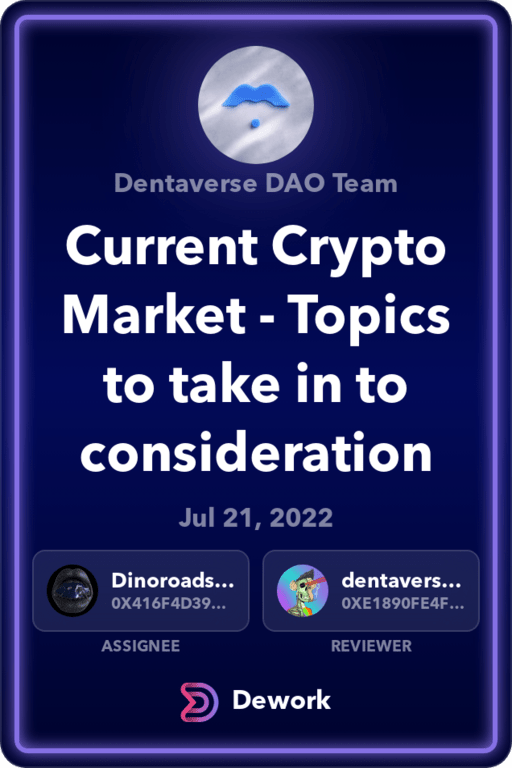 Dentaverse DAO Team
Current Crypto
Market - Topics
to take in to
consideration
Jul 21, 2022
Dinoroads...
0X416F4D39...
dentavers...
0XE1890FE4F...
ASSIGNEE
REVIEWER
Dework